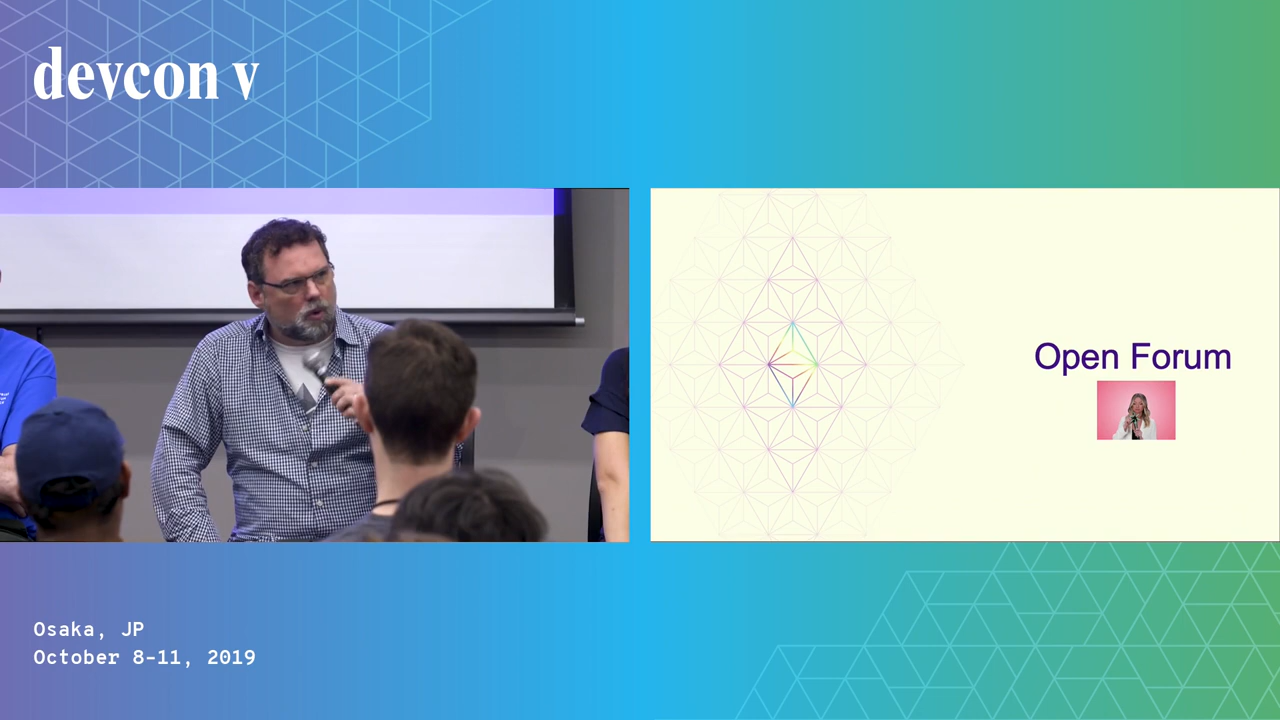 devcon v
Open Forum
Osaka, JP
October 8-11, 2019